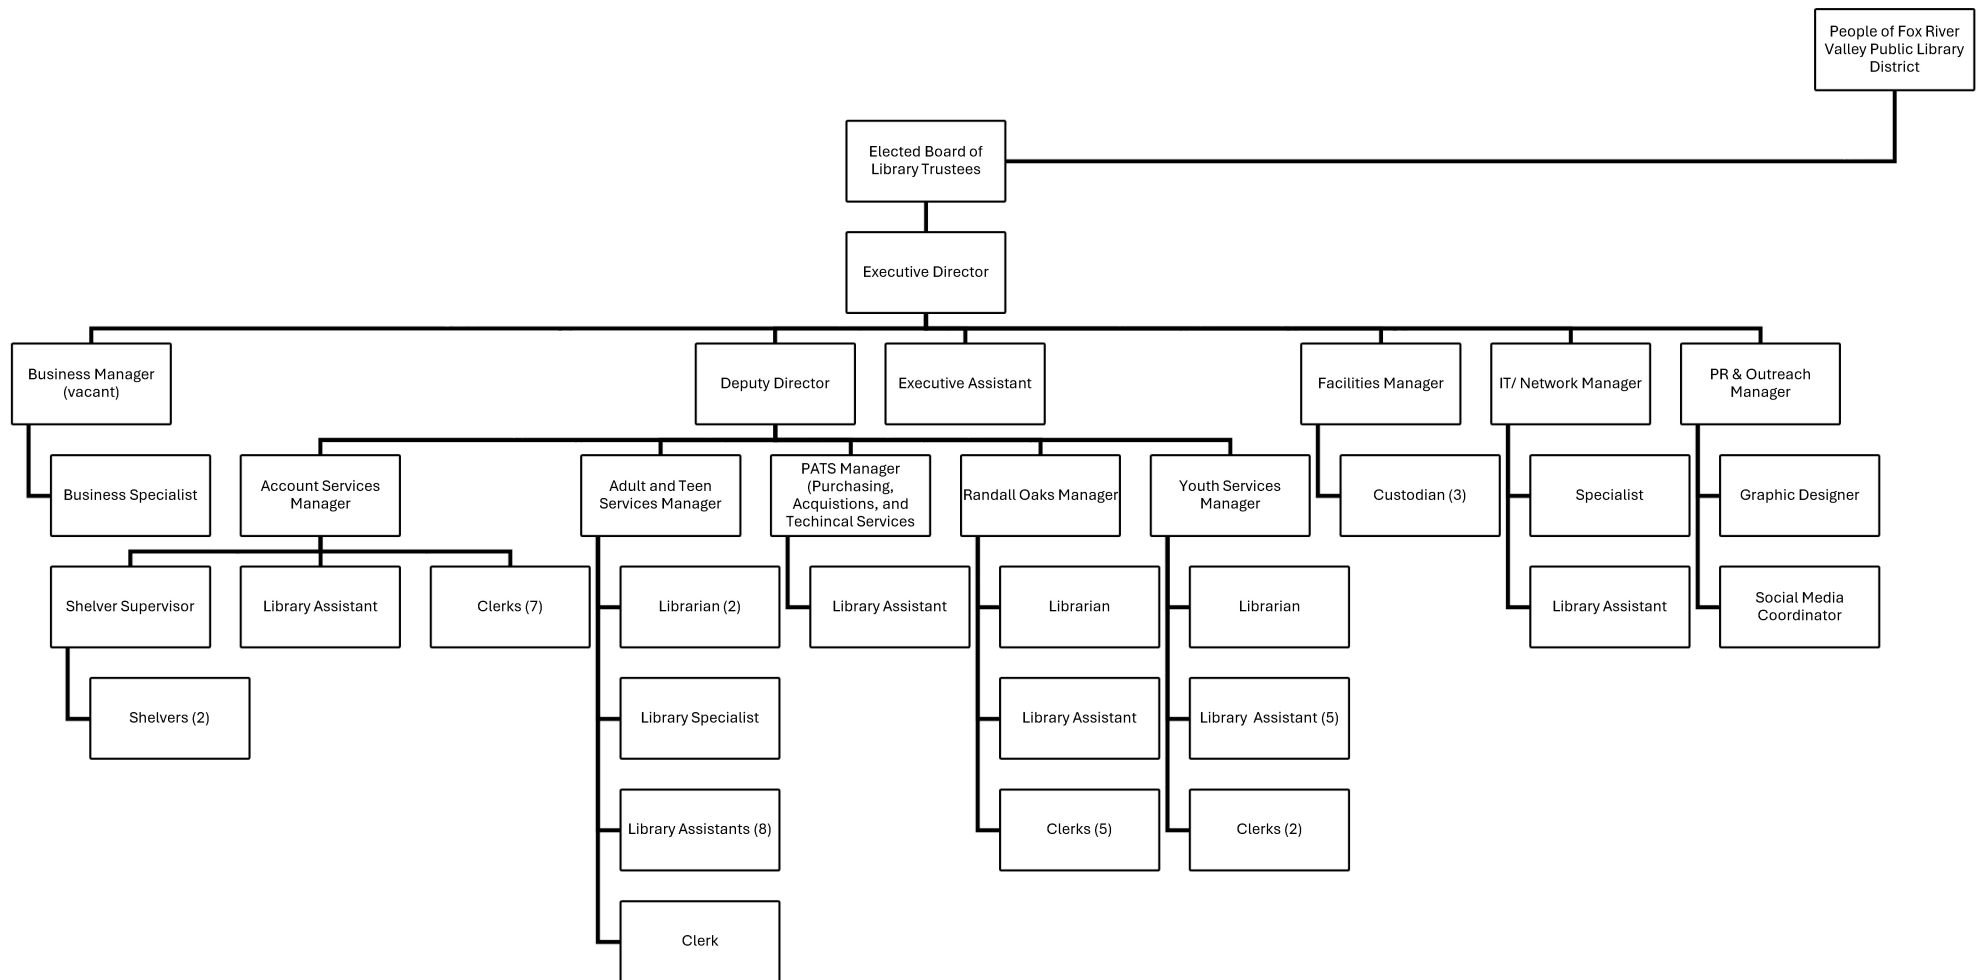 People of Fox River
Valley Public Library
District
Elected Board of
Library Trustees
Executive Director
Business Manager
(vacant)
Deputy Director
Executive Assistant
Facilities Manager
IT/ Network Manager
PR & Outreach
Manager
Business Specialist
Account Services
Manager
Adult and Teen
Services Manager
PATS Manager
(Purchasing,
Acquistions, and
Techincal Services
Randall Oaks Manager
Youth Services
Manager
Custodian (3)
Specialist
Graphic Designer
Shelver Supervisor
Library Assistant
Clerks (7)
Librarian (2)
Library Assistant
Librarian
Librarian
Library Assistant
Social Media
Coordinator
Shelvers (2)
Library Specialist
Library Assistant
Library  Assistant (5)
Library Assistants (8)
Clerks (5)
Clerks (2)
Clerk